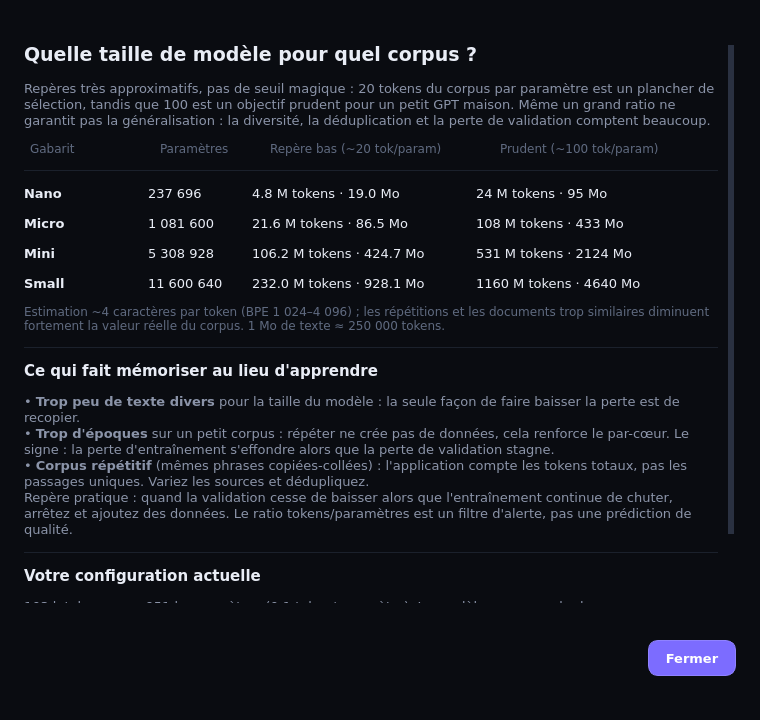 Quelle taille de modèle pour quel corpus ?
Repères très approximatifs, pas de seuil magique : 20 tokens du corpus par paramètre est un plancher de
sélection, tandis que 100 est un objectif prudent pour un petit GPT maison. Même un grand ratio ne
garantit pas la généralisation : la diversité, la déduplication et la perte de validation comptent beaucoup.
Gabarit Paramètres Repère bas (~20 tok/param) Prudent (~100 tok/param)
Nano 237 696 4.8 M tokens · 19.0 Mo 24 M tokens · 95 Mo
Micro 1 081 600 21.6 M tokens · 86.5 Mo 108 M tokens · 433 Mo
Mini 5 308 928 106.2 M tokens · 424.7 Mo 531 M tokens · 2124 Mo
Small 11 600 640 232.0 M tokens · 928.1 Mo 1160 M tokens · 4640 Mo
Estimation ~4 caractères par token (BPE 1 024–4 096) ; les répétitions et les documents trop similaires diminuent
fortement la valeur réelle du corpus. 1 Mo de texte ≈ 250 000 tokens.
Ce qui fait mémoriser au lieu d'apprendre
• Trop peu de texte divers pour la taille du modèle : la seule façon de faire baisser la perte est de
recopier.
• Trop d'époques sur un petit corpus : répéter ne crée pas de données, cela renforce le par-cœur. Le
signe : la perte d'entraînement s'effondre alors que la perte de validation stagne.
• Corpus répétitif (mêmes phrases copiées-collées) : l'application compte les tokens totaux, pas les
passages uniques. Variez les sources et dédupliquez.
Repère pratique : quand la validation cesse de baisser alors que l'entraînement continue de chuter,
arrêtez et ajoutez des données. Le ratio tokens/paramètres est un filtre d'alerte, pas une prédiction de
qualité.
Votre configuration actuelle
Fermer